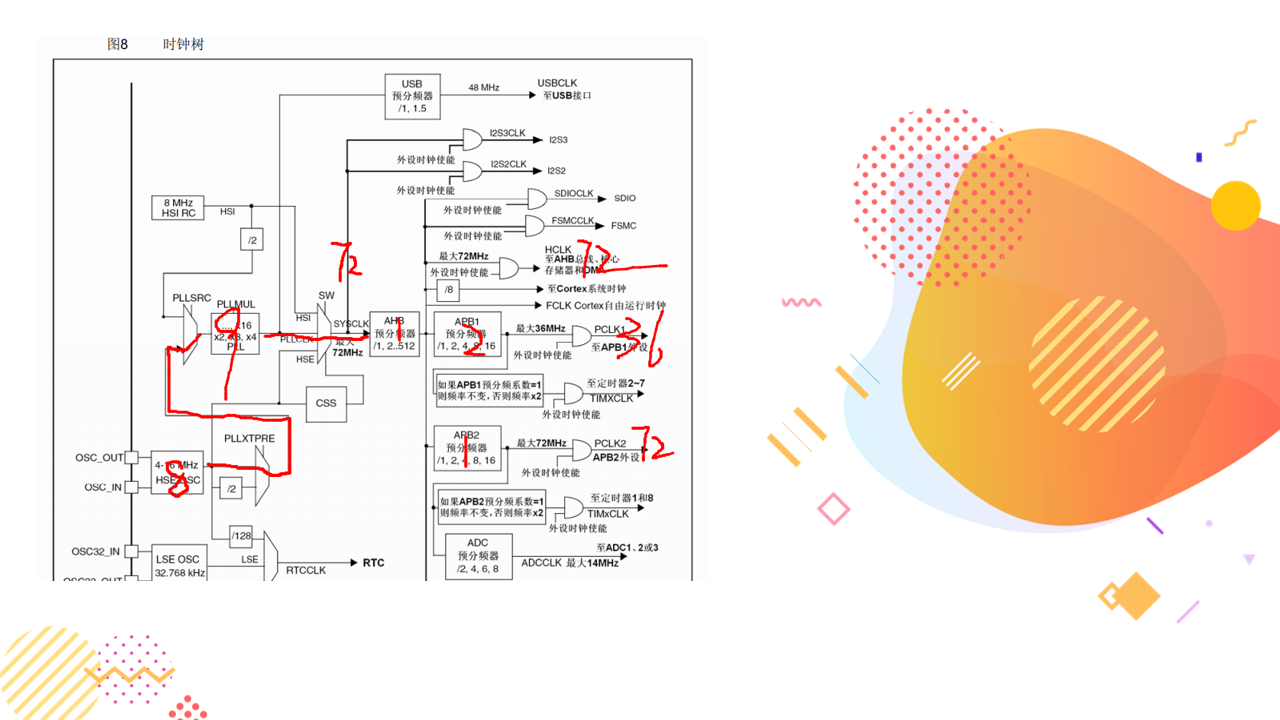 图8 时钟树
USB
预分频器
/1, 1.5
48 MHz
USBCLK
至USB接口
I2S3CLK
I2S3
外设时钟使能
I2S2CLK
I2S2
外设时钟使能
8 MHz
HSI RC
HSI
/2
SDIOCLK
SDIO
外设时钟使能
FSMCCLK
FSMC
外设时钟使能
72
HCLK
72
最大72MHz
至AHB总线、核心
存储器和DMA
外设时钟使能
/8
至Cortex系统时钟
FCLK Cortex自由运行时钟
PLLSRC
PLLMUL
SW
9
..., x16
x2, x3, x4
PLL
HSI
SYSCLK
PLLCLK
最大
72MHz
HSE
AHB
预分频器
/1, 2..512
1
APB1
预分频器
/1, 2, 4, 8, 16
2
最大36MHz
PCLK1
至APB1外设
36
外设时钟使能
如果APB1预分频系数=1
则频率不变，否则频率x2
至定时器2~7
TIMXCLK
外设时钟使能
CSS
PLLXTPRE
OSC_OUT
OSC_IN
4-16 MHz
HSE OSC
8
/2
APB2
预分频器
/1, 2, 4, 8, 16
1
最大72MHz
PCLK2
APB2外设
72
外设时钟使能
如果APB2预分频系数=1
则频率不变，否则频率x2
至定时器1和8
TIMxCLK
外设时钟使能
/128
OSC32_IN
OSC32_OUT
LSE OSC
32.768 kHz
LSE
RTCCLK
RTC
ADC
预分频器
/2, 4, 6, 8
至ADC1、2或3
ADCCLK 最大14MHz